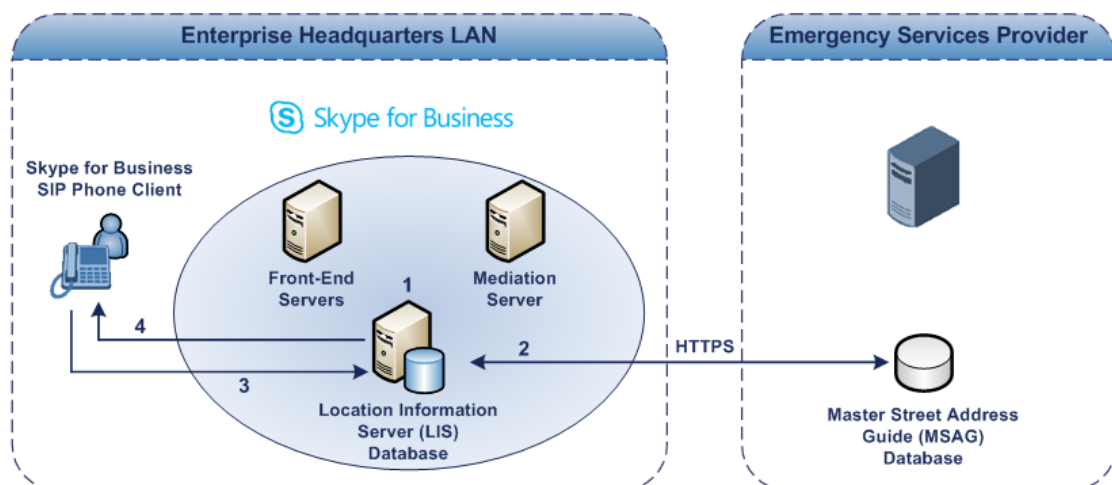 Enterprise Headquarters LAN
Emergency Services Provider
S Skype for Business
Skype for Business
SIP Phone Client
Front-End
Servers
Mediation
Server
1
4
2
HTTPS
3
Location Information
Server (LIS)
Database
Master Street Address
Guide (MSAG)
Database